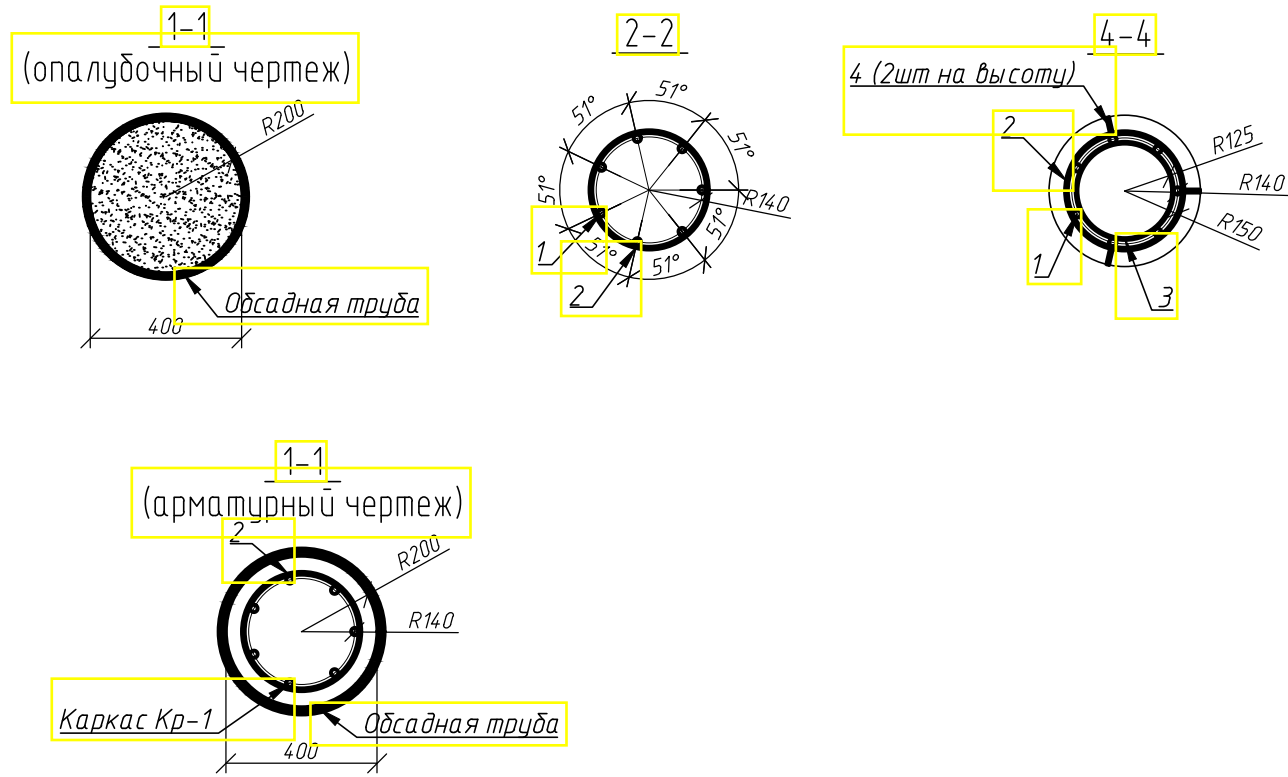 1-1
(опалубочный чертеж)
R200
Обсадная труба
400
2-2
51°
51°
51°
51°
51°
51°
51°
R140
1
2
4-4
4 (2шт на высоту)
2
R125
R140
R150
1
3
1-1
(арматурный чертеж)
2
R200
R140
Каркас Кр-1
Обсадная труба
400